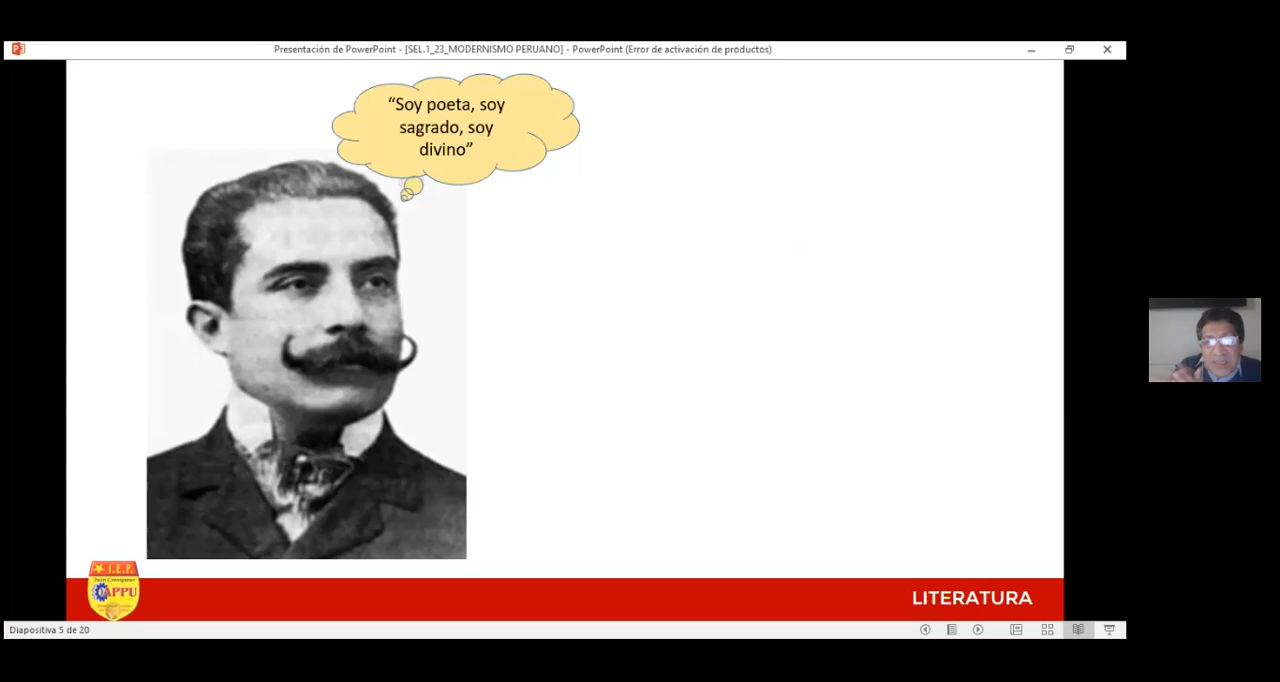 Presentación de PowerPoint - [SEL.1_23_MODERNISMO PERUANO] - PowerPoint (Error de activación de productos)
“Soy poeta, soy
sagrado, soy
divino”
I.E.P.
APPU
LITERATURA
Diapositiva 5 de 20